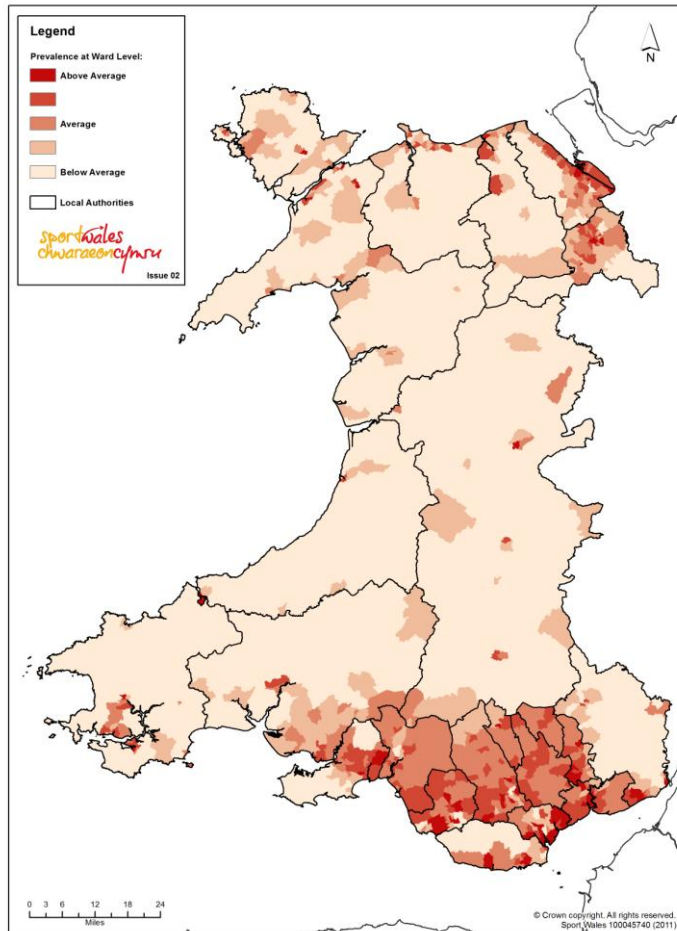 Legend
Prevalence at Ward Level:
Above Average
Average
Below Average
Local Authorities
sportwales
chwaraeoncymru
Issue 02
N
0 3 6 12 18 24
Miles
© Crown copyright. All rights reserved.
Sport Wales 100045740 (2011)